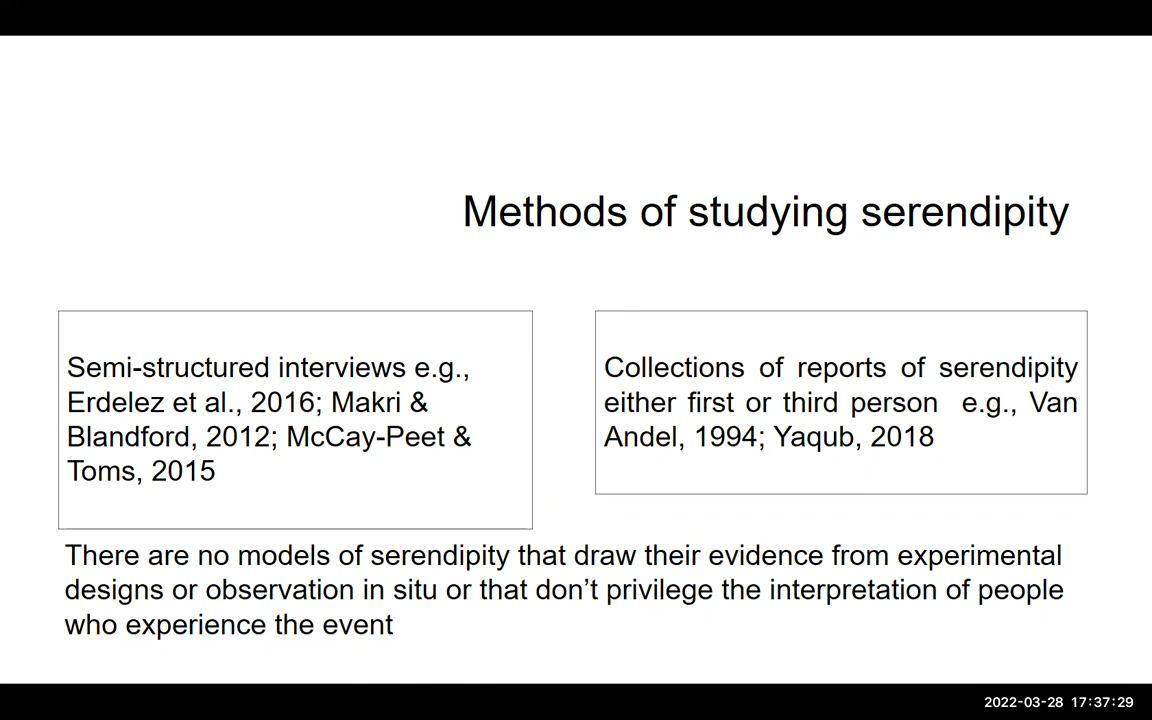 Methods of studying serendipity
Semi-structured interviews e.g.,
Erdelez et al., 2016; Makri &
Blandford, 2012; McCay-Peet &
Toms, 2015
Collections of reports of serendipity
either first or third person e.g., Van
Andel, 1994; Yaqub, 2018
There are no models of serendipity that draw their evidence from experimental
designs or observation in situ or that don’t privilege the interpretation of people
who experience the event
2022-03-28 17:37:29